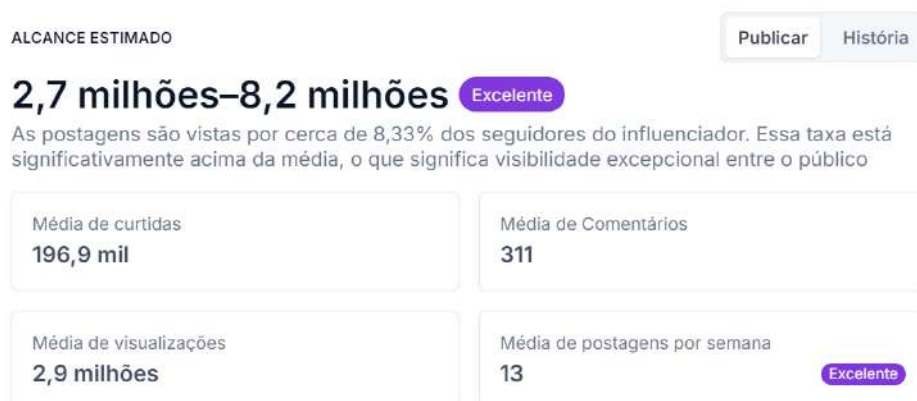 ALCANCE ESTIMADO
Publicar
História
2,7 milhões–8,2 milhões
Excelente
As postagens são vistas por cerca de 8,33% dos seguidores do influenciador. Essa taxa está
significativamente acima da média, o que significa visibilidade excepcional entre o público
Média de curtidas
196,9 mil
Média de Comentários
311
Média de visualizações
2,9 milhões
Média de postagens por semana
13
Excelente